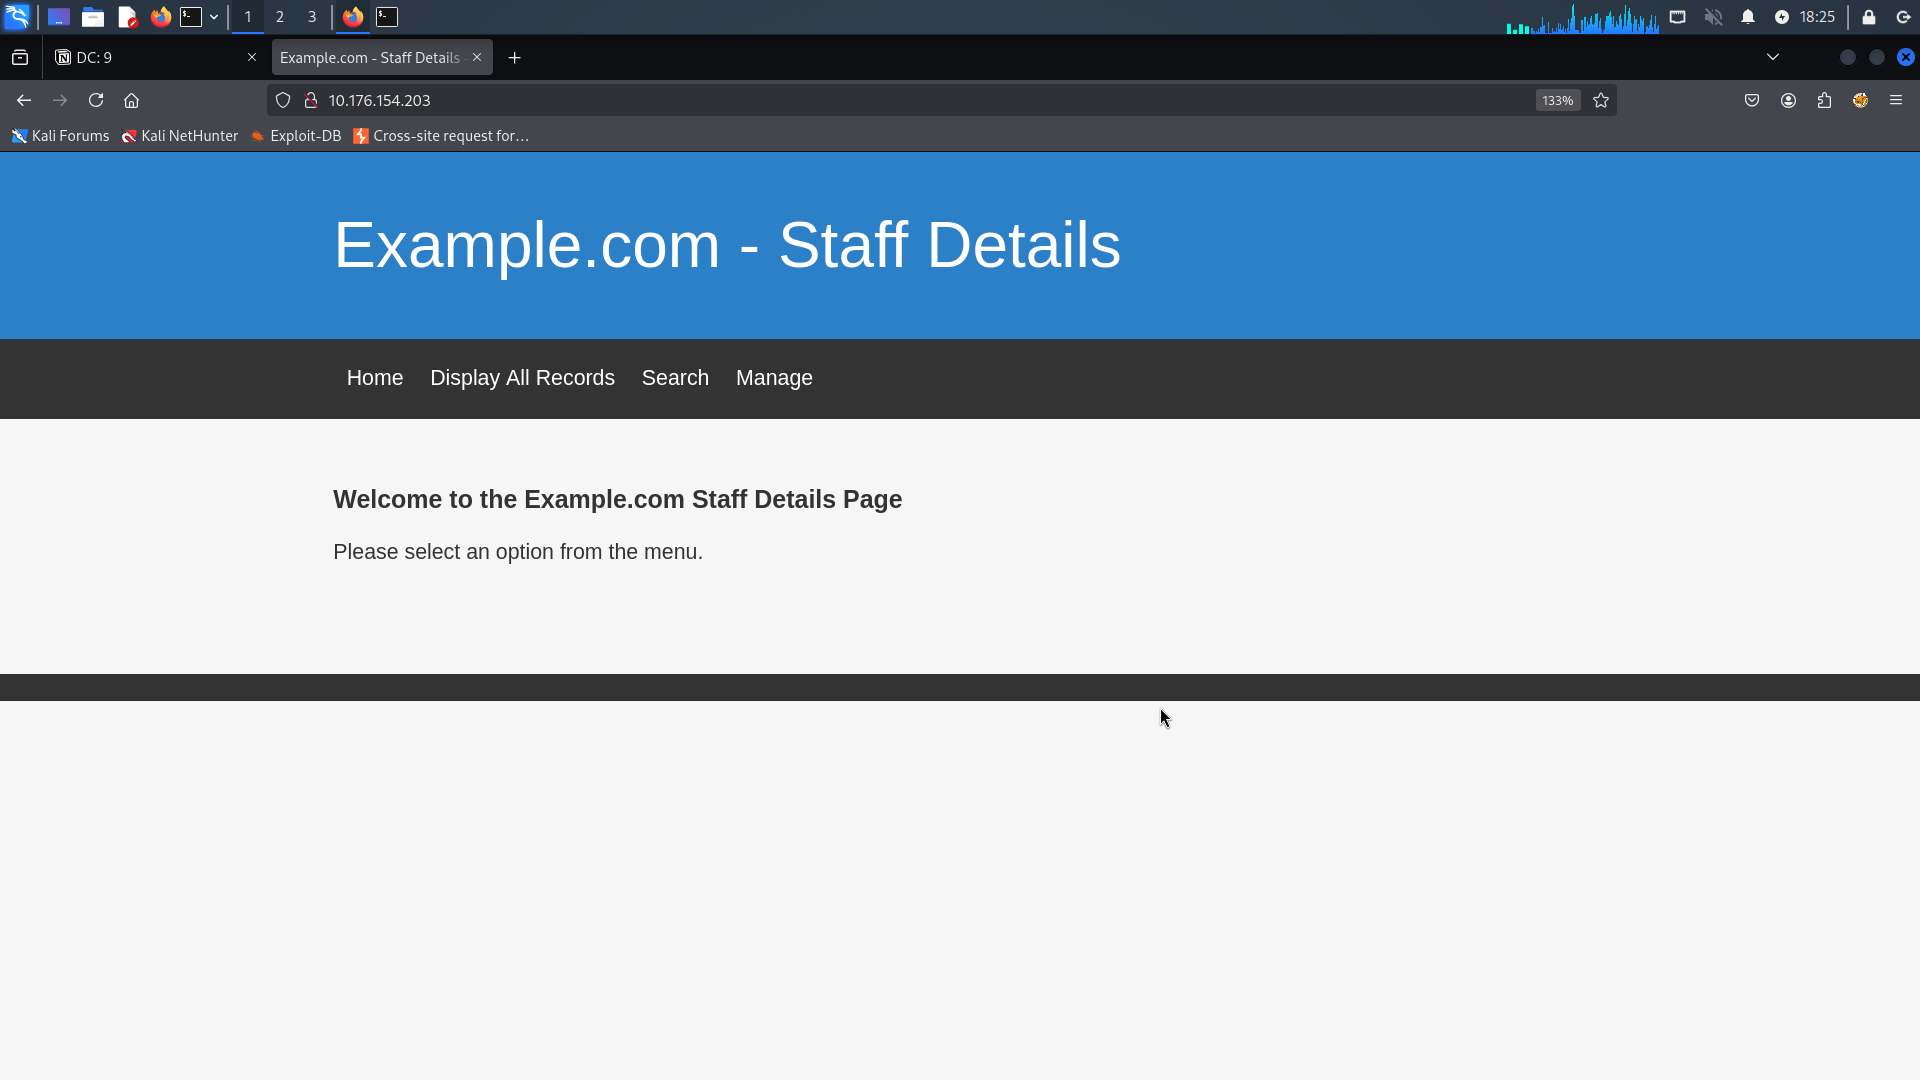 1 2 3 18:25
DC: 9 Example.com - Staff Details
10.176.154.203 133%
Kali Forums Kali NetHunter Exploit-DB Cross-site request for…
Example.com - Staff Details
Home Display All Records Search Manage
Welcome to the Example.com Staff Details Page
Please select an option from the menu.